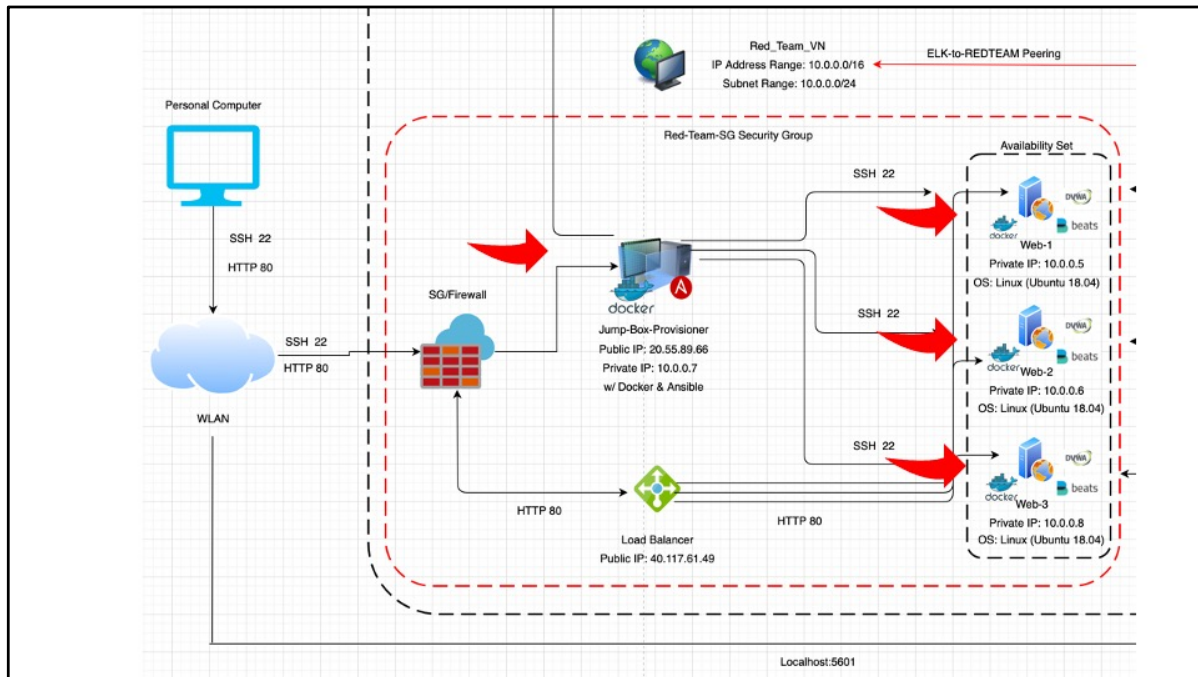 Red_Team_VN
IP Address Range: 10.0.0.0/16
Subnet Range: 10.0.0.0/24
ELK-to-REDTEAM Peering
Personal Computer
Red-Team-SG Security Group
Availability Set
SSH 22
HTTP 80
SSH 22
DVWA
docker
beats
Web-1
Private IP: 10.0.0.5
OS: Linux (Ubuntu 18.04)
SG/Firewall
docker
Jump-Box-Provisioner
Public IP: 20.55.89.66
Private IP: 10.0.0.7
w/ Docker & Ansible
SSH 22
DVWA
docker
beats
Web-2
Private IP: 10.0.0.6
OS: Linux (Ubuntu 18.04)
SSH 22
HTTP 80
WLAN
SSH 22
DVWA
docker
beats
Web-3
Private IP: 10.0.0.8
OS: Linux (Ubuntu 18.04)
HTTP 80
HTTP 80
Load Balancer
Public IP: 40.117.61.49
Localhost:5601